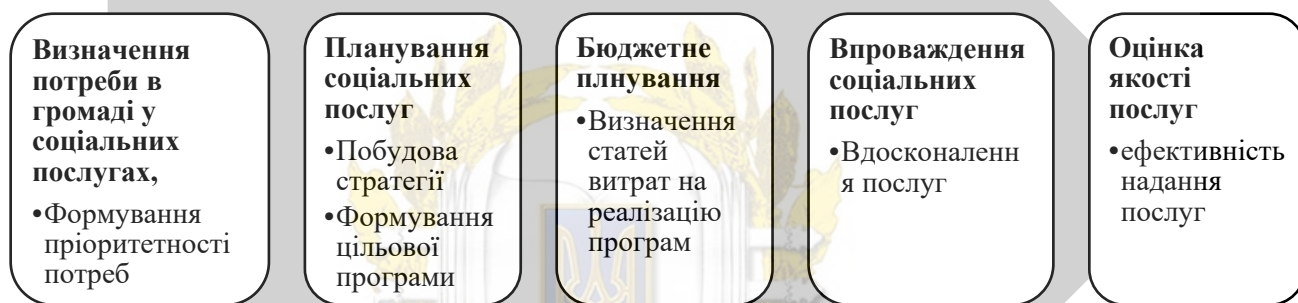 Визначення
потреби в
громаді у
соціальних
послугах,
•Формування
пріоритетності
потреб
Планування
соціальних
послуг
•Побудова
стратегії
•Формування
цільової
програми
Бюджетне
плнування
•Визначення
статей
витрат на
реалізацію
програм
Впроваждення
соціальних
послуг
•Вдосконаленн
я послуг
Оцінка
якості
послуг
•ефективність
надання
послуг